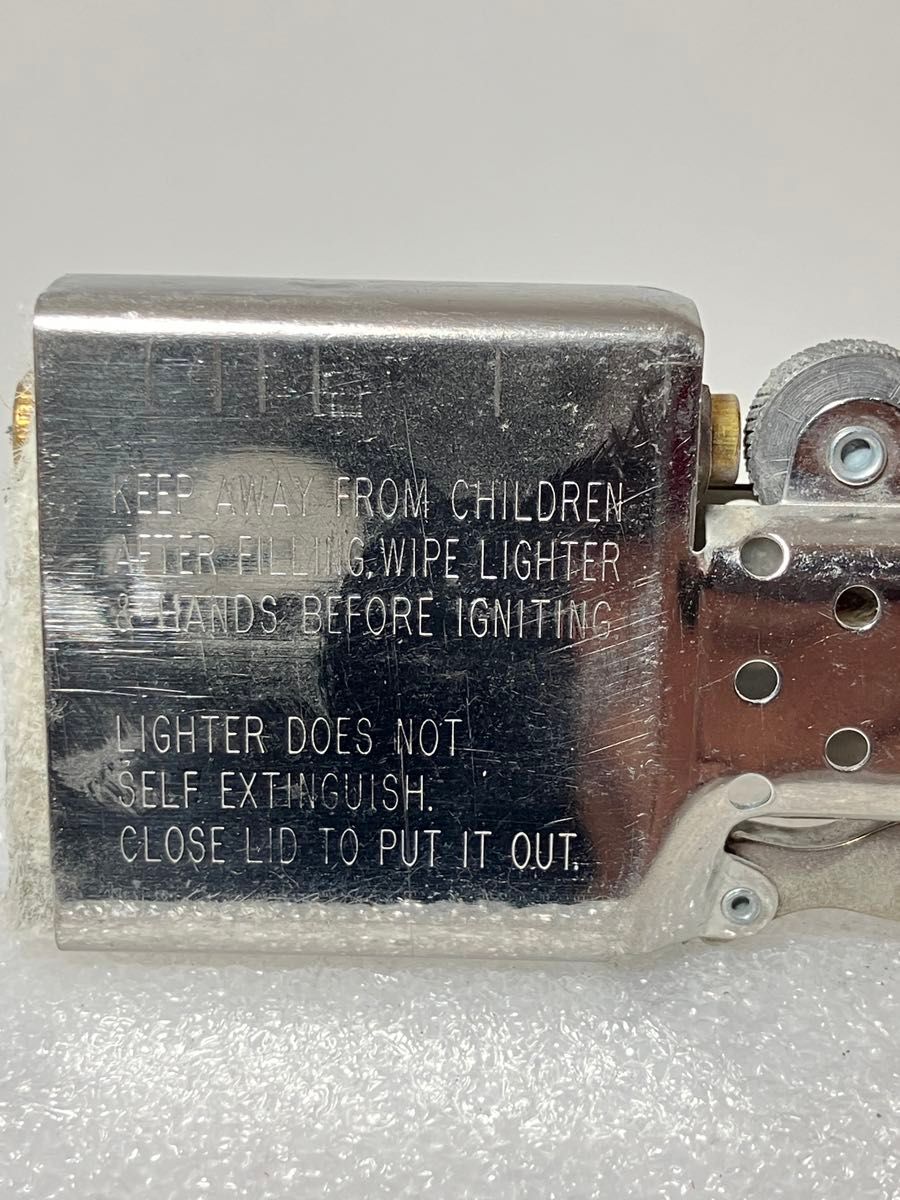 KEEP AWAY FROM CHILDREN
AFTER FILLING, WIPE LIGHTER
& HANDS BEFORE IGNITING.
LIGHTER DOES NOT
SELF EXTINGUISH.
CLOSE LID TO PUT IT OUT.